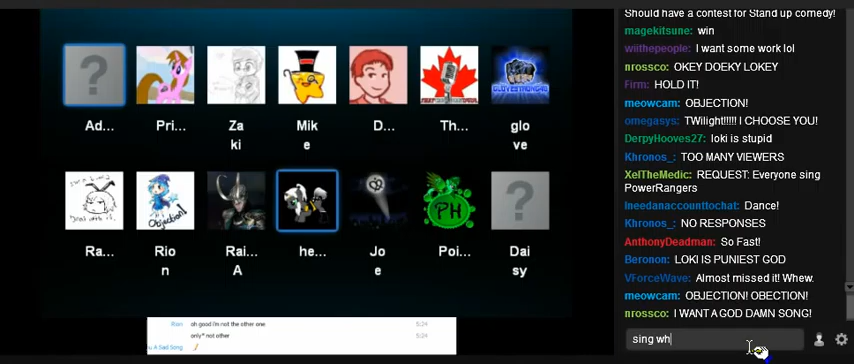 Ad...
Pri...
Za
ki
Mik
e
D...
Th...
glo
ve
GLOVESTRONG4U
Ra...
Rio
n
Objection!
Rai...
A
he...
Jo
e
PH
Poi...
Dai
sy
oh good i'm not the other one
5:24
only* not other
5:24
u A Sad Song
Should have a contest for Stand up comedy!
magekitsune: win
wiithepeople: I want some work lol
nrossco: OKEY DOEKY LOKEY
Firm: HOLD IT!
meowcam: OBJECTION!
omegasys: TWilight!!!!! I CHOOSE YOU!
DerpyHooves27: loki is stupid
Khronos_: TOO MANY VIEWERS
XelTheMedic: REQUEST: Everyone sing
PowerRangers
Ineedanaccounttochat: Dance!
Khronos_: NO RESPONSES
AnthonyDeadman: So Fast!
Beronon: LOKI IS PUNIEST GOD
VForceWave: Almost missed it! Whew.
meowcam: OBJECTION! OBECTION!
nrossco: I WANT A GOD DAMN SONG!
sing wh